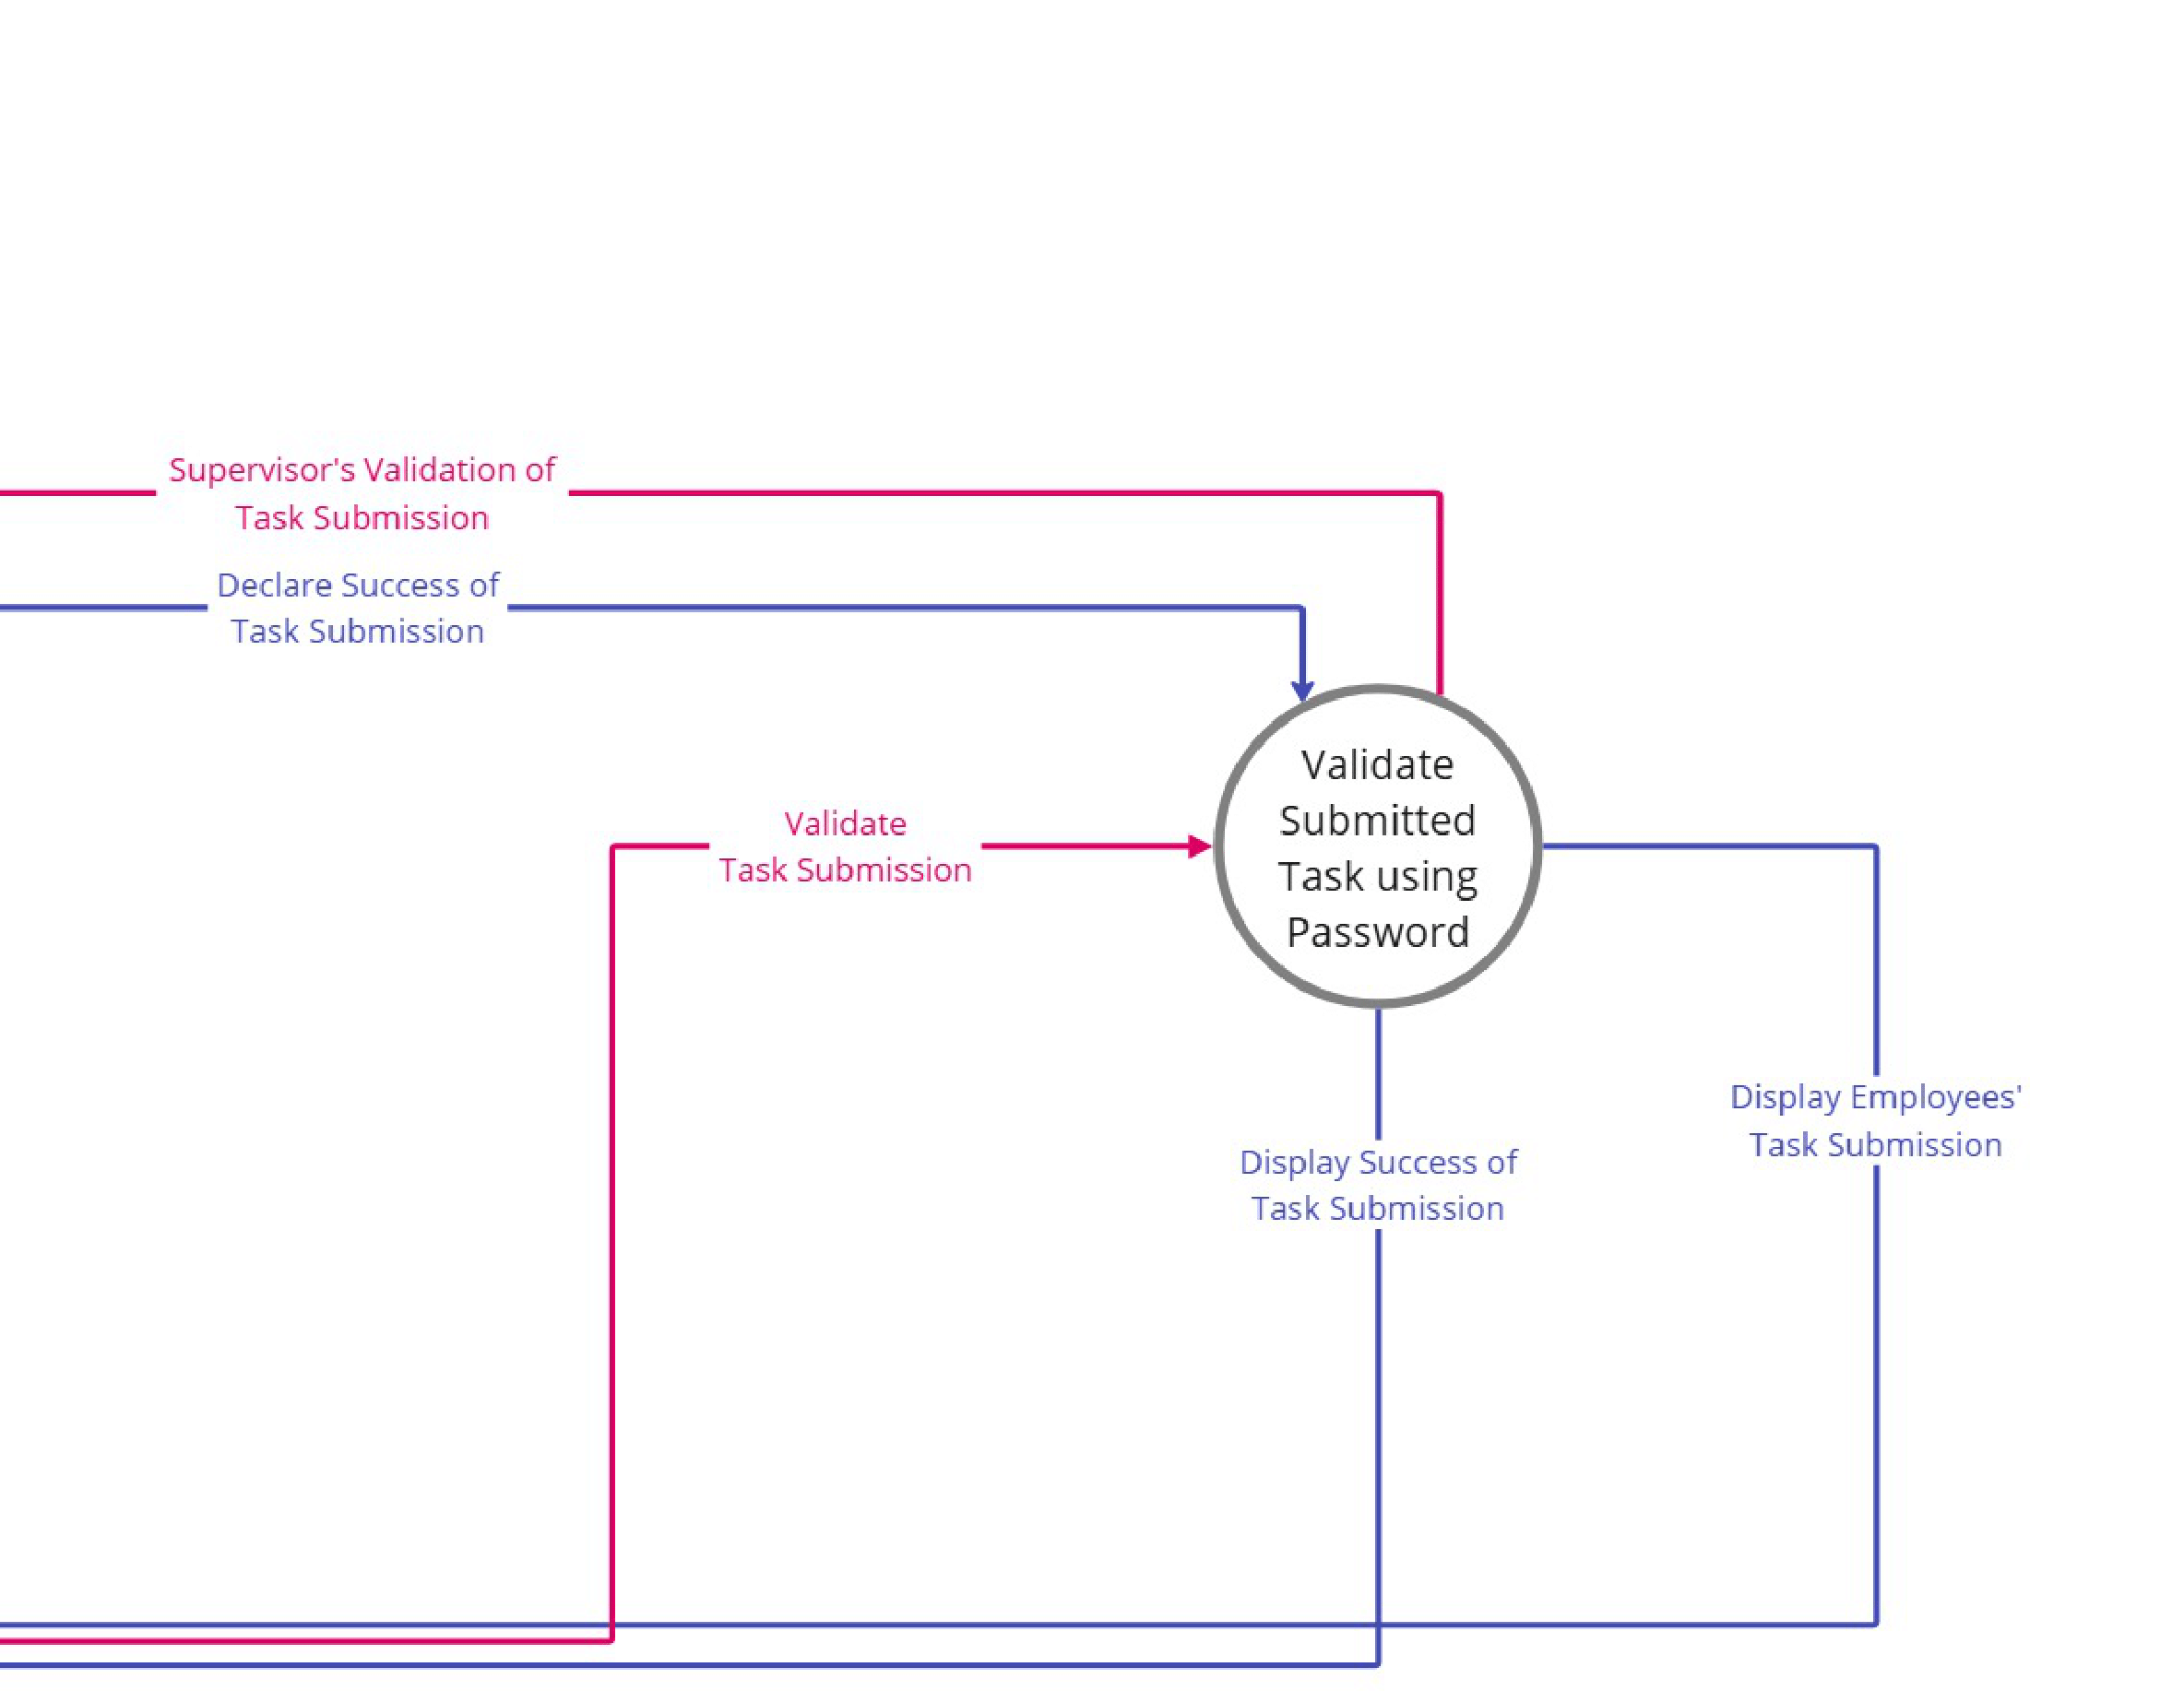 Supervisor's Validation of
Task Submission
Declare Success of
Task Submission
Validate
Task Submission
Validate
Submitted
Task using
Password
Display Employees'
Task Submission
Display Success of
Task Submission